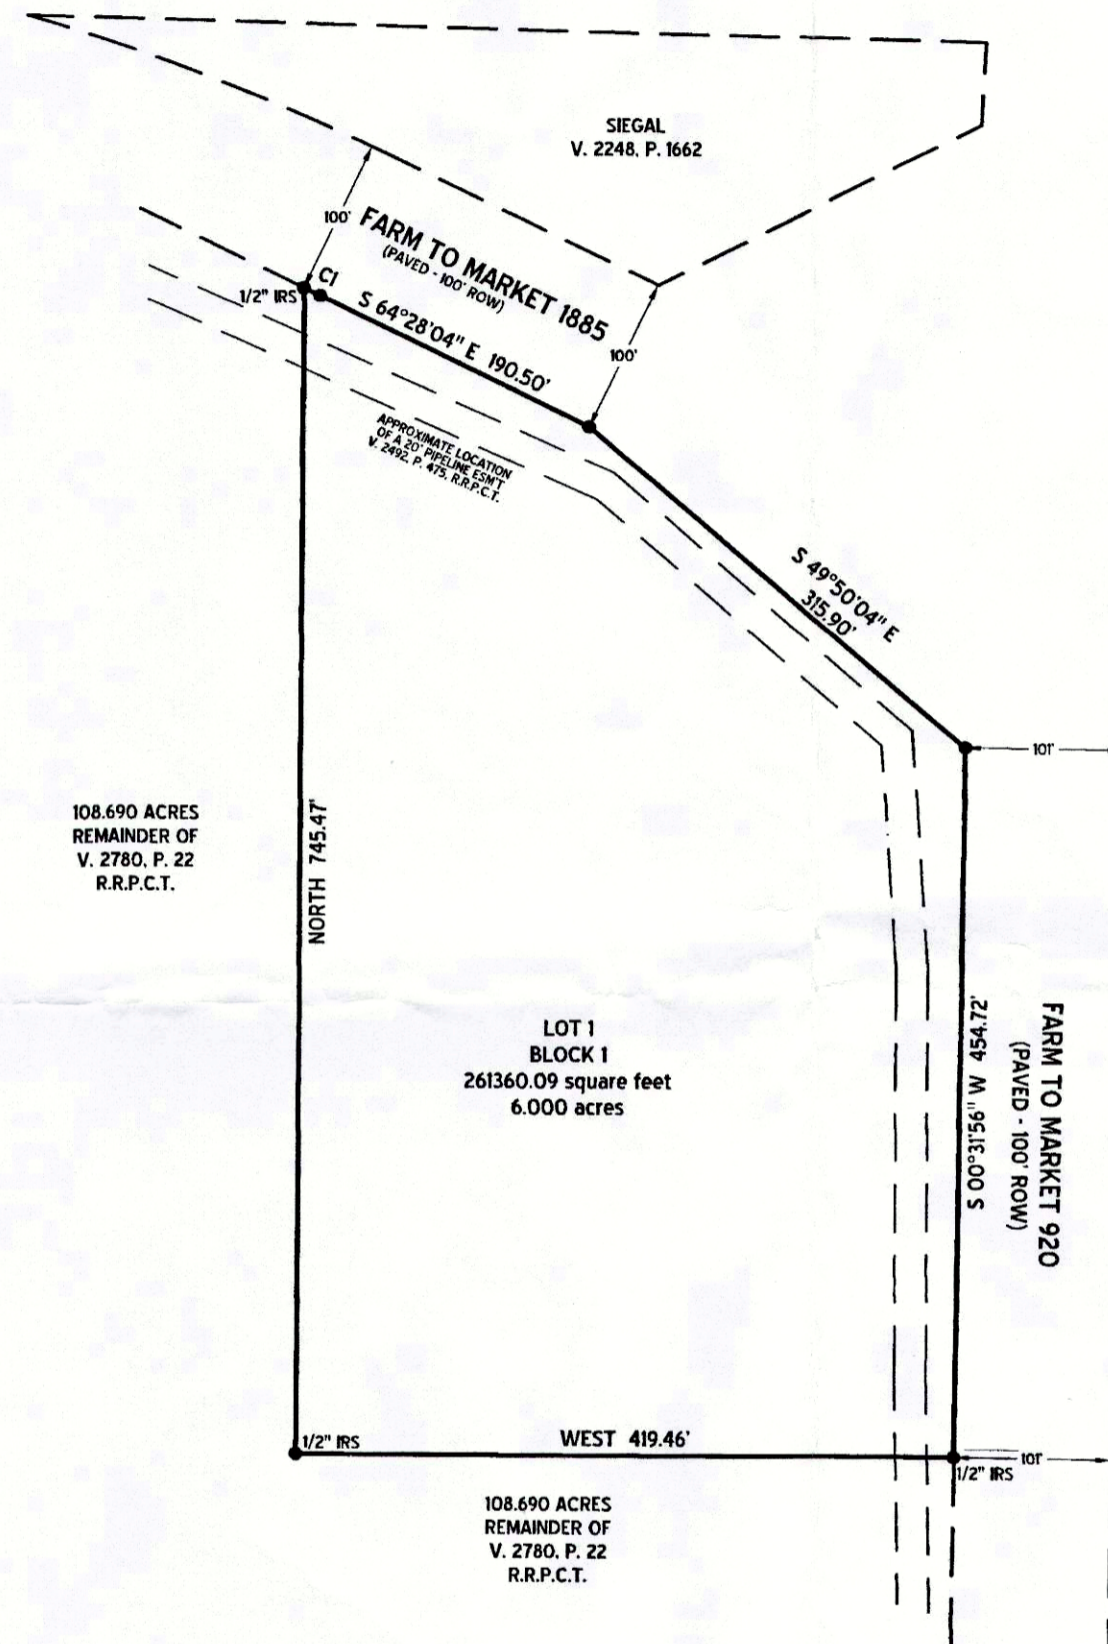 SIEGAL
V. 2248, P. 1662
100'
FARM TO MARKET 1885
(PAVED - 100' ROW)
C1
1/2" IRS
S 64°28'04" E 190.50'
100'
APPROXIMATE LOCATION
OF A 20' PIPELINE ESM'T
V. 2492, P. 475, R.R.P.C.T.
S 49°50'04" E
315.90'
101'
108.690 ACRES
REMAINDER OF
V. 2780, P. 22
R.R.P.C.T.
NORTH 745.47'
LOT 1
BLOCK 1
261360.09 square feet
6.000 acres
S 00°31'56" W 454.72'
FARM TO MARKET 920
(PAVED - 100' ROW)
1/2" IRS
WEST 419.46'
101'
1/2" IRS
108.690 ACRES
REMAINDER OF
V. 2780, P. 22
R.R.P.C.T.